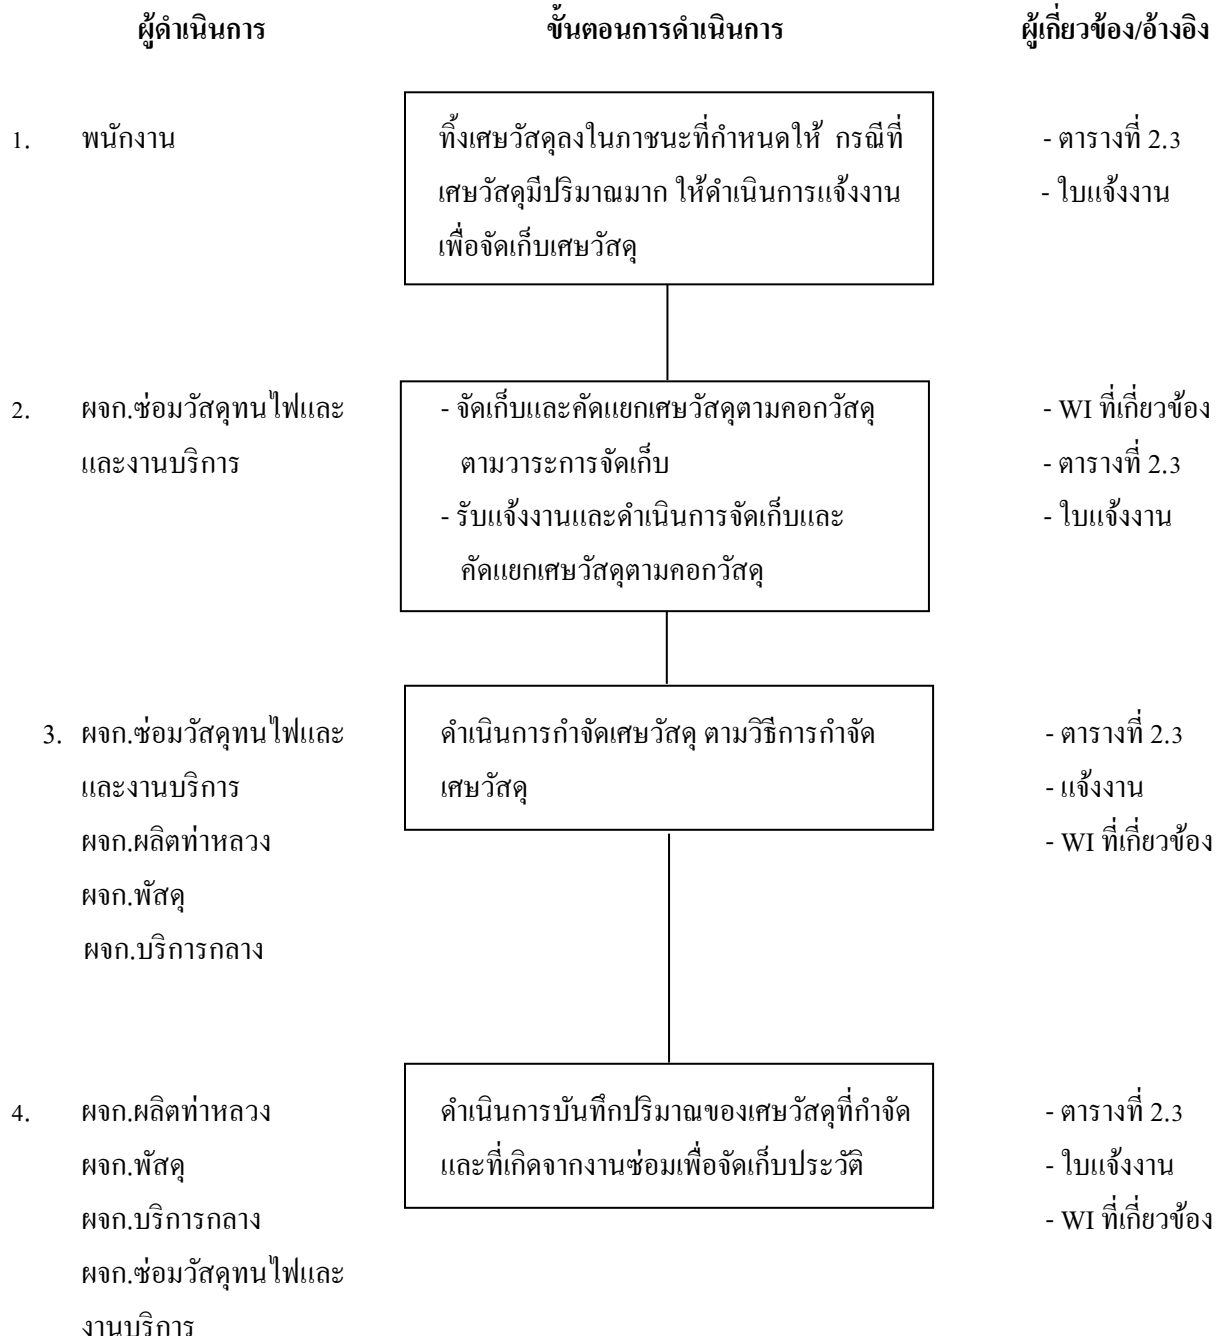 ผู้ดำเนินการ ขั้นตอนการดำเนินการ ผู้เกี่ยวข้อง/อ้างอิง
1. พนักงาน
ทิ้งเศษวัสดุลงในภาชนะที่กำหนดให้ กรณีที่
เศษวัสดุมีปริมาณมาก ให้ดำเนินการแจ้งงาน
เพื่อจัดเก็บเศษวัสดุ
- ตารางที่ 2.3
- ใบแจ้งงาน
2. ผจก.ซ่อมวัสดุทนไฟและ
และงานบริการ
- จัดเก็บและคัดแยกเศษวัสดุตามคอกวัสดุ
ตามวาระการจัดเก็บ
- รับแจ้งงานและดำเนินการจัดเก็บและ
คัดแยกเศษวัสดุตามคอกวัสดุ
- WI ที่เกี่ยวข้อง
- ตารางที่ 2.3
- ใบแจ้งงาน
3. ผจก.ซ่อมวัสดุทนไฟและ
และงานบริการ
ผจก.ผลิตท่าหลวง
ผจก.พัสดุ
ผจก.บริการกลาง
ดำเนินการกำจัดเศษวัสดุ ตามวิธีการกำจัด
เศษวัสดุ
- ตารางที่ 2.3
- แจ้งงาน
- WI ที่เกี่ยวข้อง
4. ผจก.ผลิตท่าหลวง
ผจก.พัสดุ
ผจก.บริการกลาง
ผจก.ซ่อมวัสดุทนไฟและ
งานบริการ
ดำเนินการบันทึกปริมาณของเศษวัสดุที่กำจัด
และที่เกิดจากงานซ่อมเพื่อจัดเก็บประวัติ
- ตารางที่ 2.3
- ใบแจ้งงาน
- WI ที่เกี่ยวข้อง